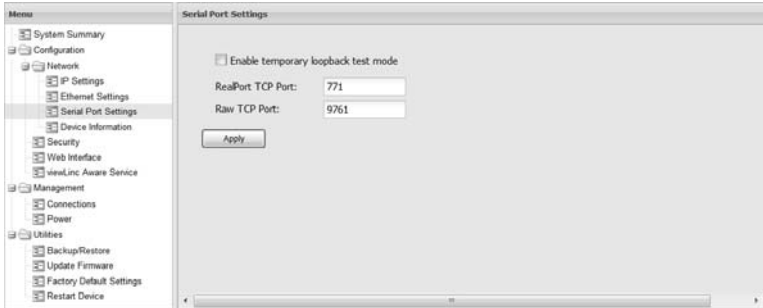 Menu
System Summary
Configuration
Network
IP Settings
Ethernet Settings
Serial Port Settings
Device Information
Security
Web Interface
viewLinc Aware Service
Management
Connections
Power
Utilities
Backup/Restore
Update Firmware
Factory Default Settings
Restart Device
Serial Port Settings
Enable temporary loopback test mode
RealPort TCP Port: 771
Raw TCP Port: 9761
Apply